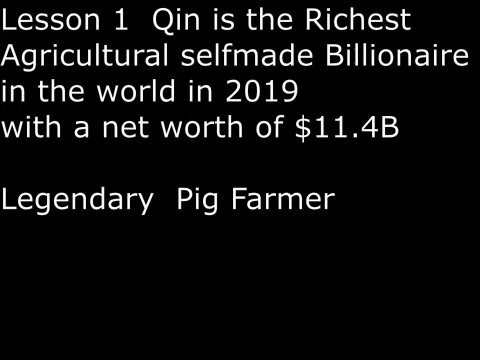 Lesson 1  Qin is the Richest
Agricultural selfmade Billionaire
in the world in 2019
with a net worth of $11.4B
Legendary  Pig Farmer